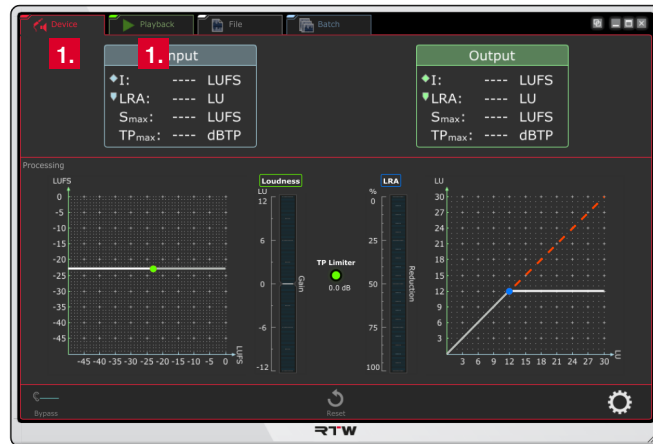 Device
Playback
File
Batch
1.
1.
nput
Output
I: ---- LUFS
LRA: ---- LU
Smax: ---- LUFS
TPmax: ---- dBTP
I: ---- LUFS
LRA: ---- LU
Smax: ---- LUFS
TPmax: ---- dBTP
Processing
LUFS
0
-5
-10
-15
-20
-25
-30
-35
-40
-45
-45 -40 -35 -30 -25 -20 -15 -10 -5 0
LUFS
Loudness
LU
12
6
0
-6
-12
Gain
TP Limiter
0.0 dB
LRA
%
0
25
50
75
100
Reduction
LU
30
27
24
21
18
15
12
9
6
3
3 6 9 12 15 18 21 24 27 30
LU
Bypass
Reset
RTW